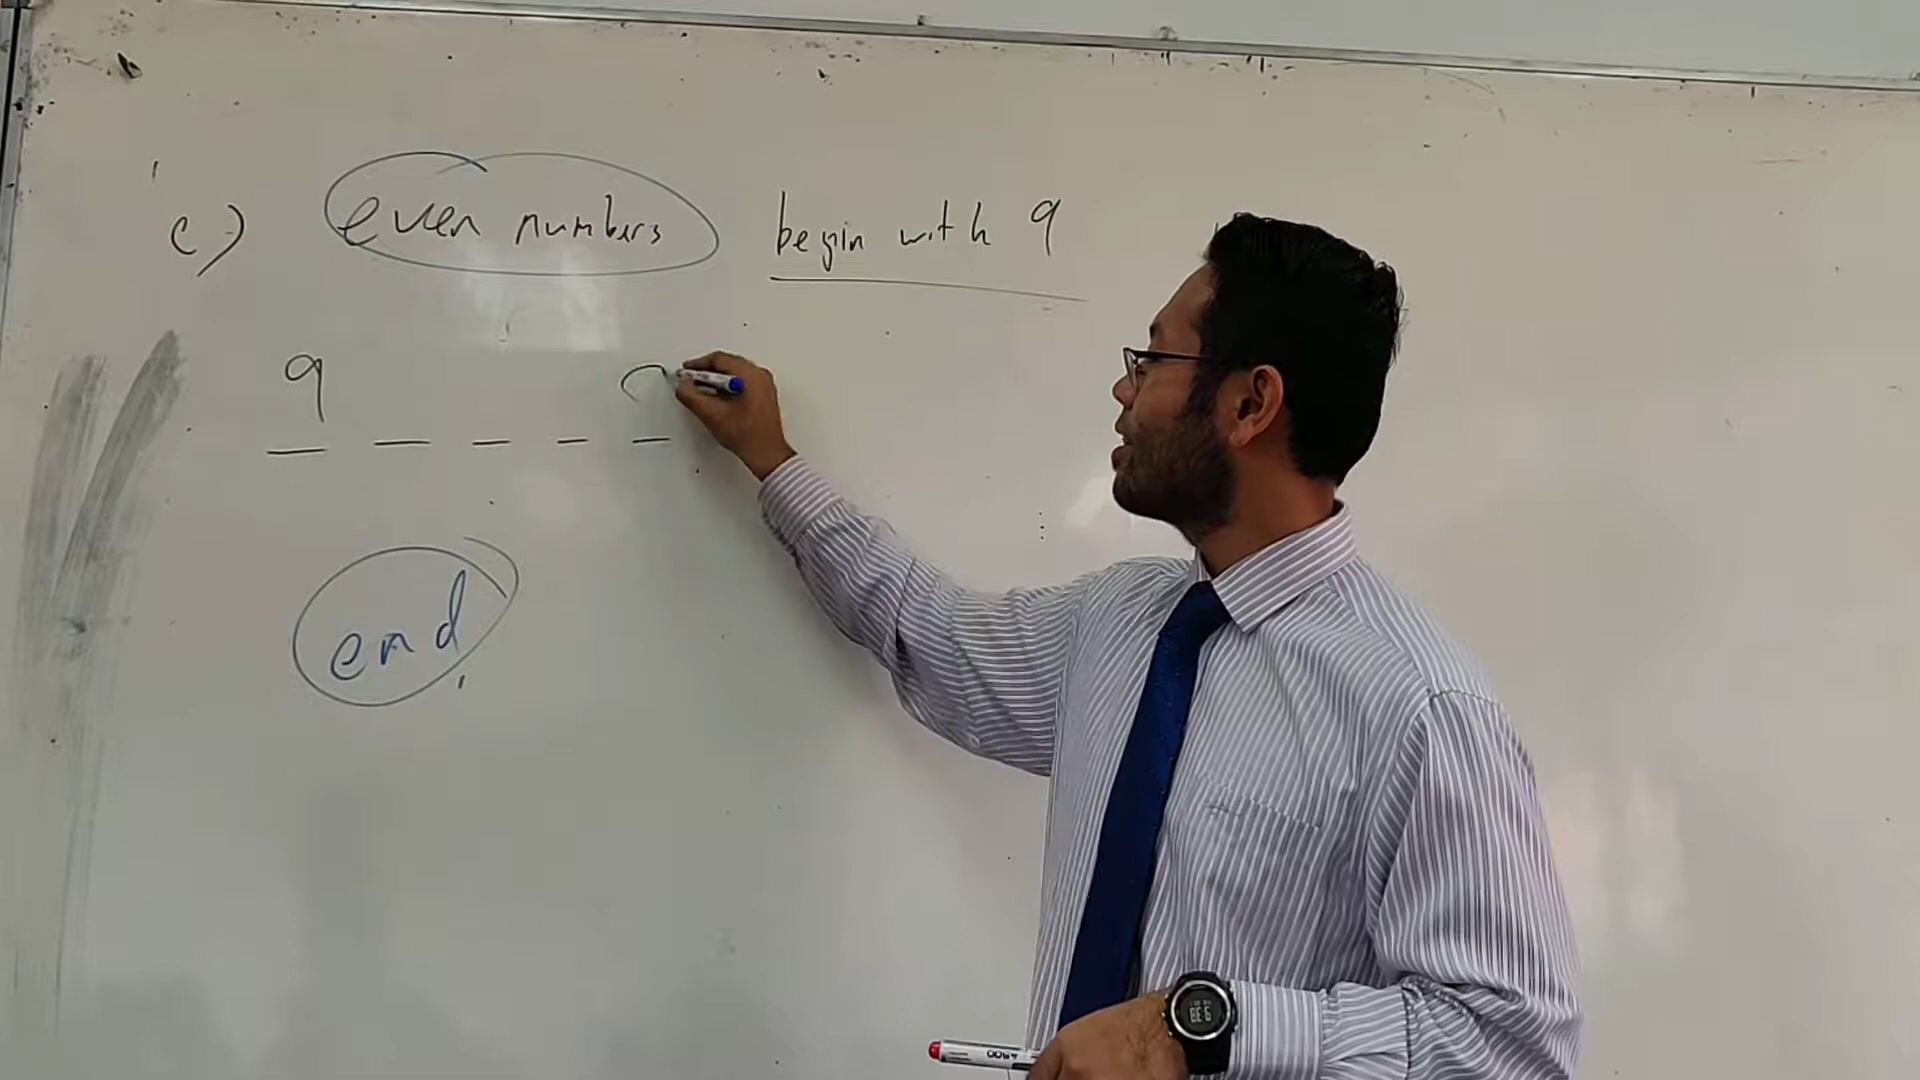 c) even numbers begin with 9
9
_ _ _ _ _
end